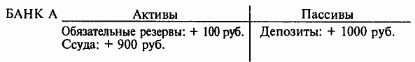 БАНК А Активы Пассивы
Обязательные резервы: + 100 руб. Депозиты: + 1000 руб.
Ссуда: + 900 руб.